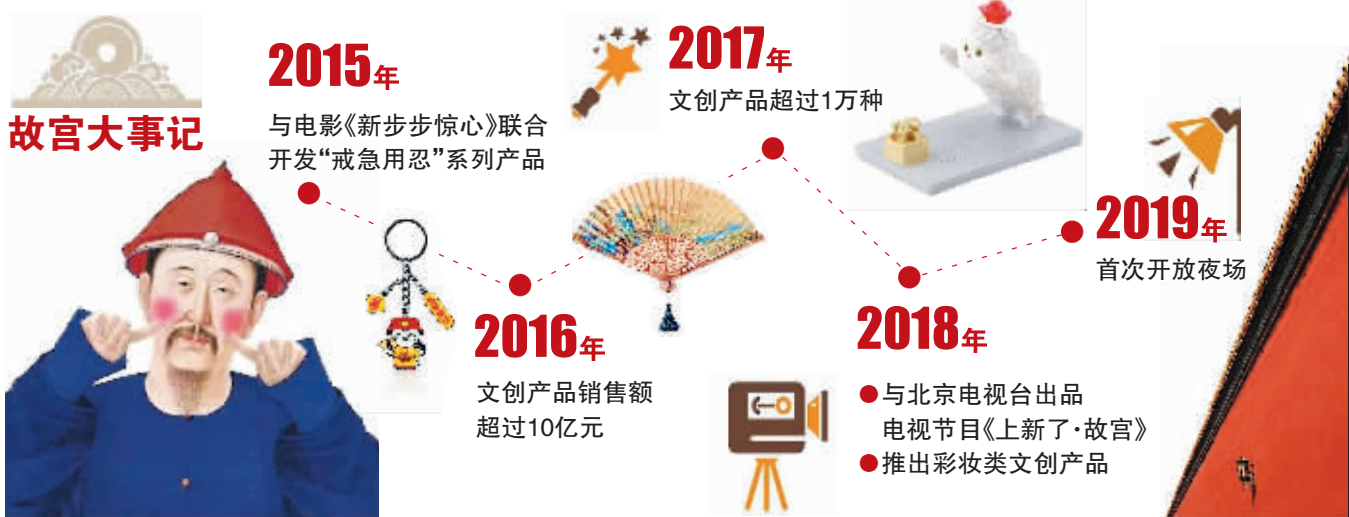 故宫大事记
2015年
与电影《新步步惊心》联合
开发“戒急用忍”系列产品
2016年
文创产品销售额
超过10亿元
2017年
文创产品超过1万种
2018年
●与北京电视台出品
电视节目《上新了·故宫》
●推出彩妆类文创产品
2019年
首次开放夜场